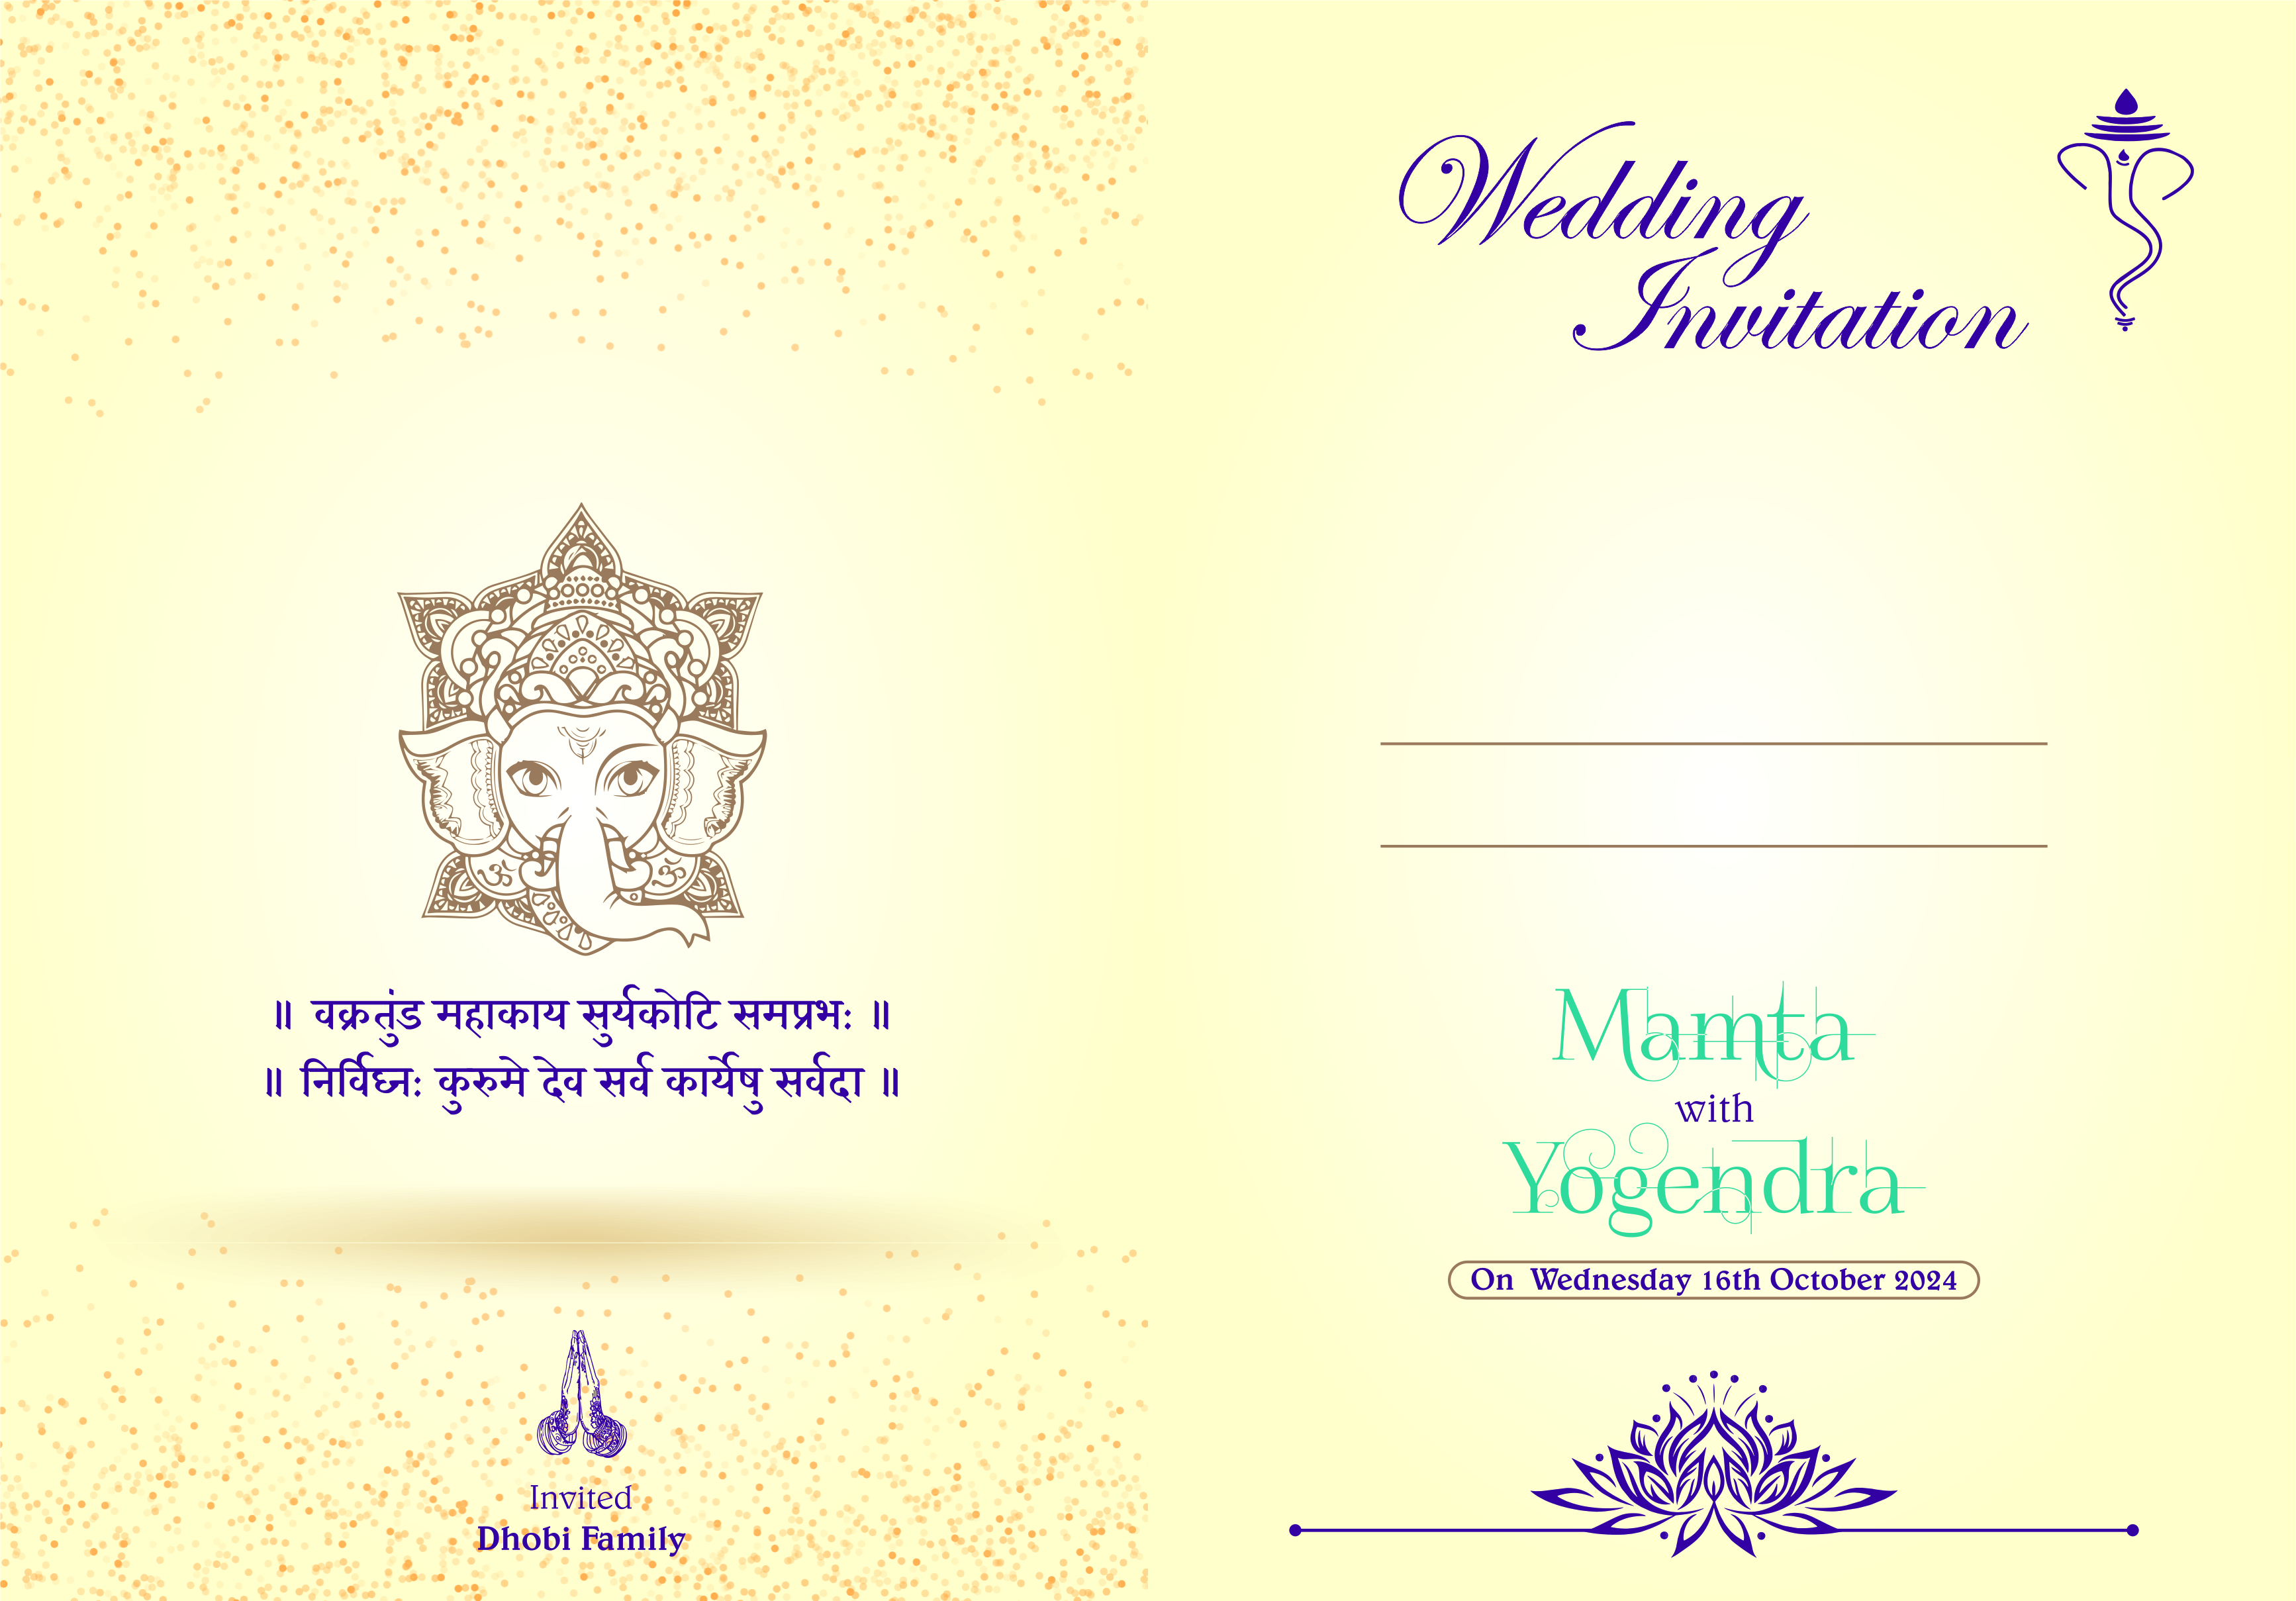 ॥ वक्रतुंड महाकाय सुर्यकोटि समप्रभः ॥
॥ निर्विघ्नः कुरुमे देव सर्व कार्येषु सर्वदा ॥
Invited
Dhobi Family
Wedding
Invitation
Mamta
with
Yogendra
On Wednesday 16th October 2024